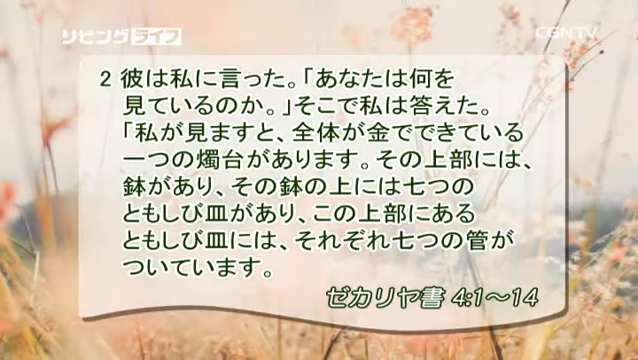 リビングライフ
CGNTV
2 彼は私に言った。「あなたは何を
見ているのか。」そこで私は答えた。
「私が見ますと、全体が金でできている
一つの燭台があります。その上部には、
鉢があり、その鉢の上には七つの
ともしび皿があり、この上部にある
ともしび皿には、それぞれ七つの管が
ついています。
ゼカリヤ書 4:1～14